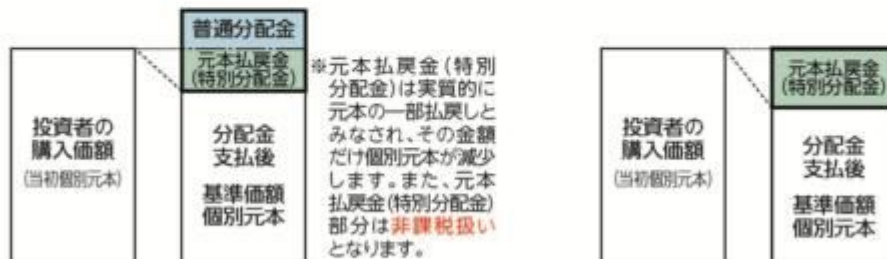 普通分配金
元本払戻金
(特別分配金)
投資者の
購入価額
(当初個別元本)
分配金
支払後
基準価額
個別元本
※元本払戻金(特別
分配金)は実質的に
元本の一部払戻しと
みなされ、その金額
だけ個別元本が減少
します。また、元本
払戻金(特別分配金)
部分は非課税扱い
となります。
元本払戻金
(特別分配金)
投資者の
購入価額
(当初個別元本)
分配金
支払後
基準価額
個別元本